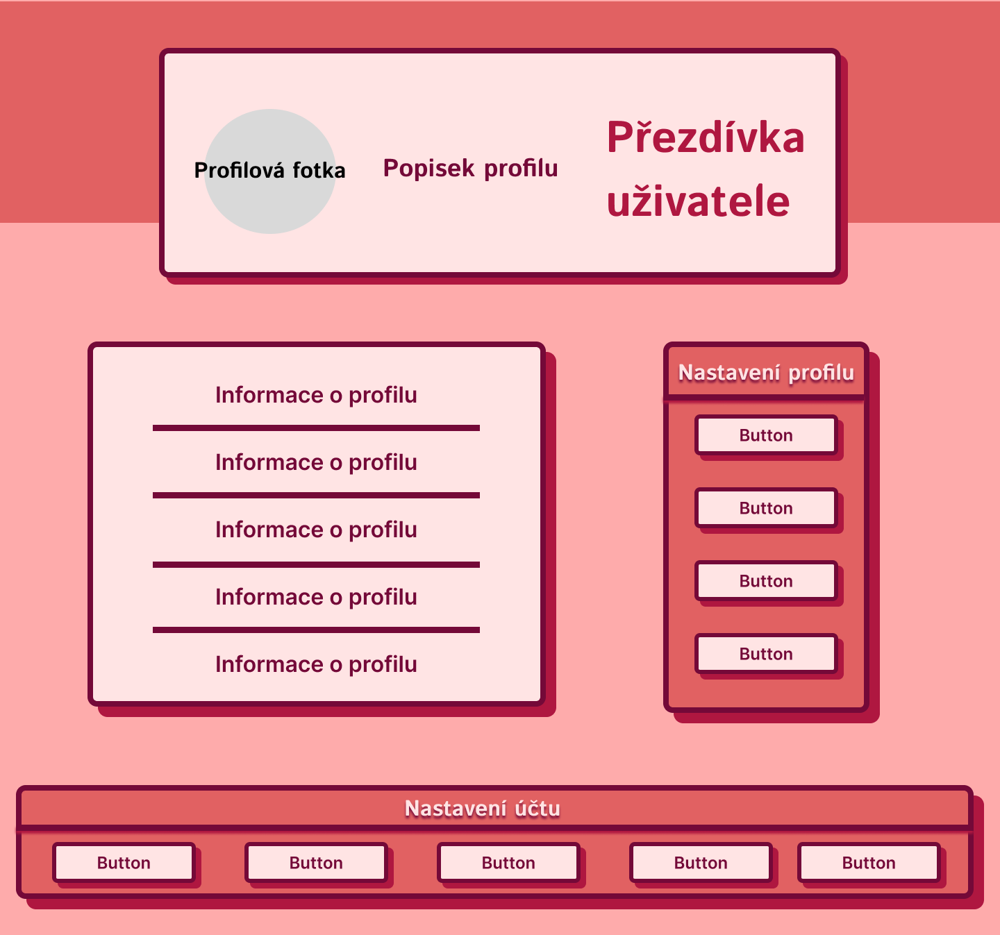 Profilová fotka
Popisek profilu
Přezdívka
uživatele
Informace o profilu
Informace o profilu
Informace o profilu
Informace o profilu
Informace o profilu
Nastavení profilu
Button
Button
Button
Button
Nastavení účtu
Button
Button
Button
Button
Button